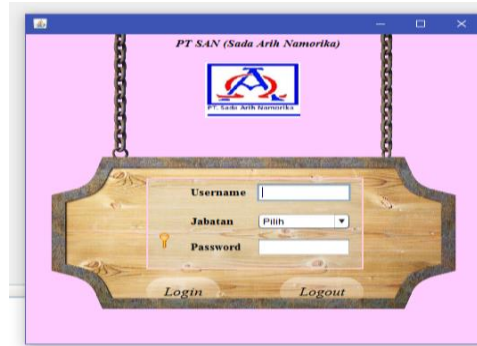 PT SAN (Sada Arih Namorika)
PT. Sada Arih Namorika
Username
Jabatan Pilih
Password
Login Logout